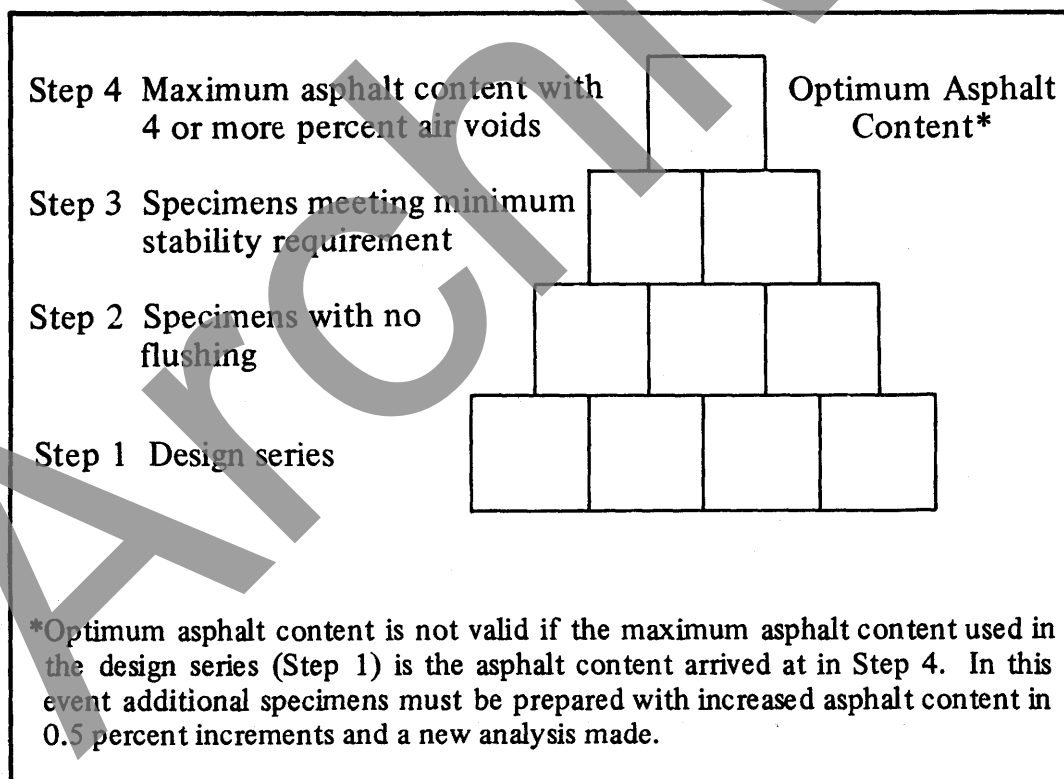 Step 4 Maximum asphalt content with
4 or more percent air voids
Optimum Asphalt
Content*
Step 3 Specimens meeting minimum
stability requirement
Step 2 Specimens with no
flushing
Step 1 Design series
*Optimum asphalt content is not valid if the maximum asphalt content used in
the design series (Step 1) is the asphalt content arrived at in Step 4. In this
event additional specimens must be prepared with increased asphalt content in
0.5 percent increments and a new analysis made.